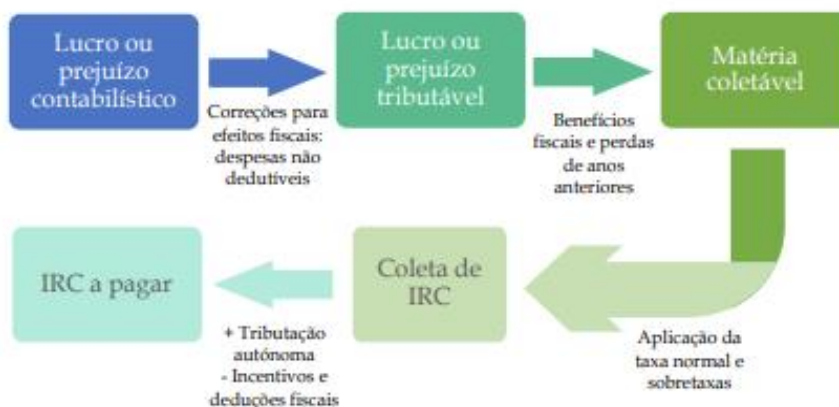 Lucro ou
prejuízo
contabilístico
Correções para
efeitos fiscais:
despesas não
dedutíveis
Lucro ou
prejuízo
tributável
Benefícios
fiscais e perdas
de anos
anteriores
Matéria
coletável
Aplicação da
taxa normal e
sobretaxas
Coleta de
IRC
+ Tributação
autónoma
- Incentivos e
deduções fiscais
IRC a pagar